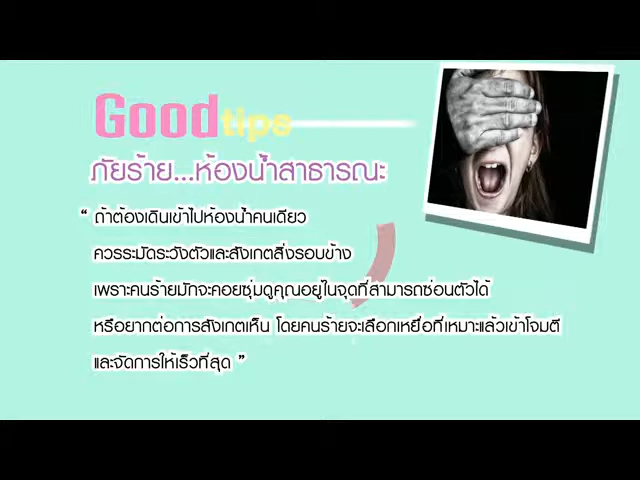 Good tips
ภัยร้าย...ห้องน้ำสาธารณะ
“ ถ้าต้องเดินเข้าไปห้องน้ำคนเดียว
ควรระมัดระวังตัวและสังเกตสิ่งรอบข้าง
เพราะคนร้ายมักจะคอยซุ่มดูคุณอยู่ในจุดที่สามารถซ่อนตัวได้
หรือยากต่อการสังเกตเห็น โดยคนร้ายจะเลือกเหยื่อที่เหมาะแล้วเข้าโจมตี
และจัดการให้เร็วที่สุด ”